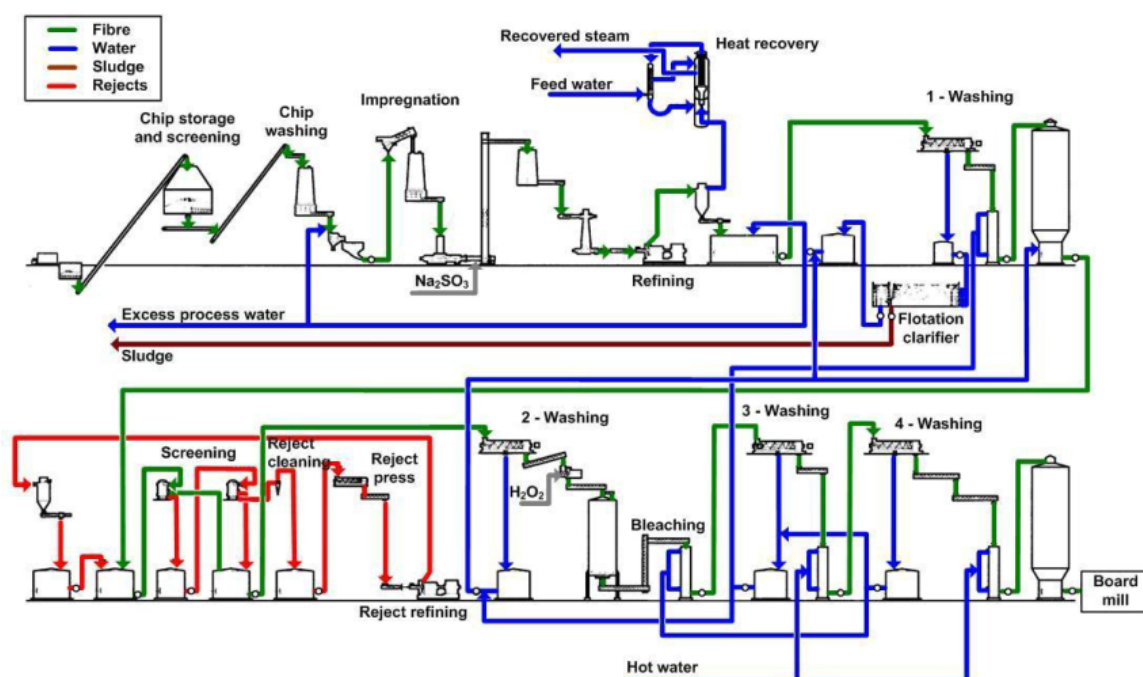 Fibre
Water
Sludge
Rejects
Recovered steam
Heat recovery
Feed water
Impregnation
1 - Washing
Chip storage
and screening
Chip
washing
Na₂SO₃
Refining
Excess process water
Flotation
clarifier
Sludge
2 - Washing
3 - Washing
4 - Washing
Screening
Reject
cleaning
Reject
press
H₂O₂
Bleaching
Reject refining
Board
mill
Hot water